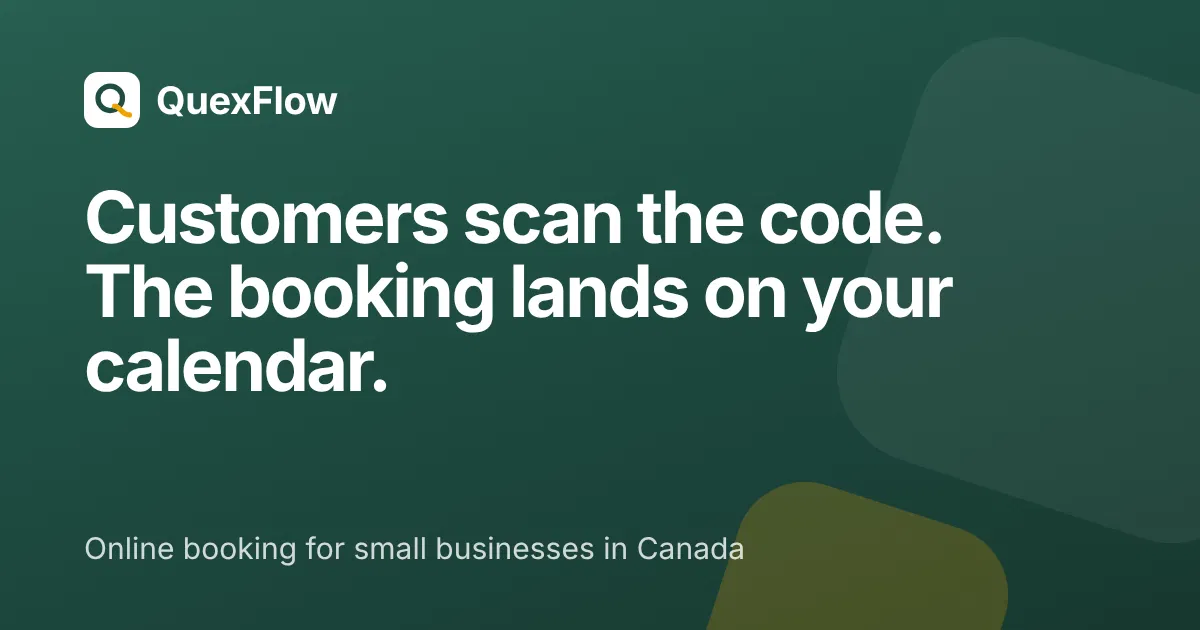 QuexFlow
Customers scan the code.
The booking lands on your
calendar.
Online booking for small businesses in Canada